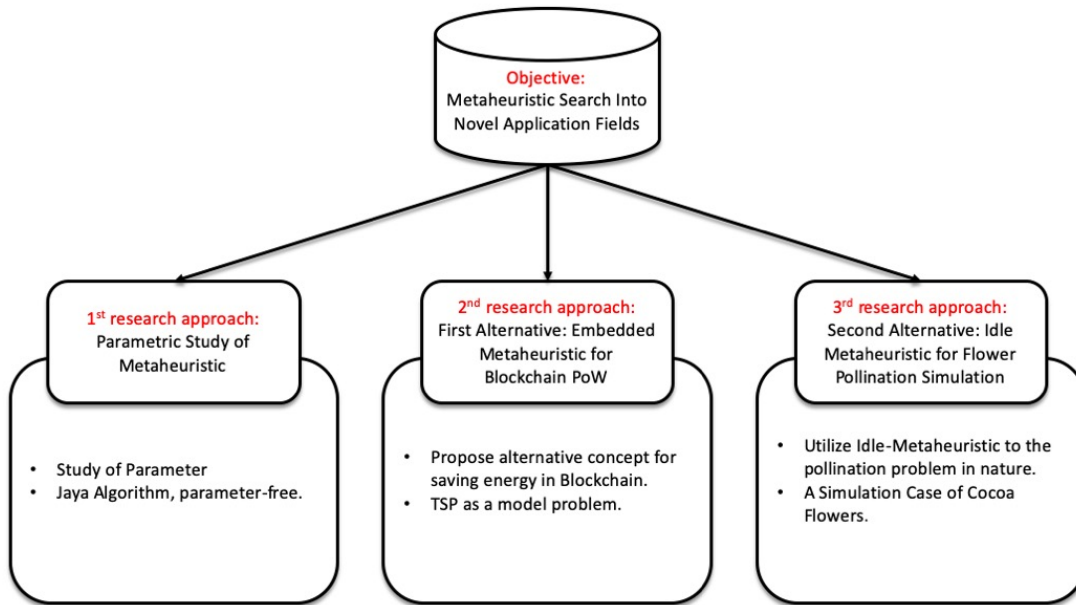 Objective:
Metaheuristic Search Into
Novel Application Fields
1st research approach:
Parametric Study of
Metaheuristic
• Study of Parameter
• Jaya Algorithm, parameter-free.
2nd research approach:
First Alternative: Embedded
Metaheuristic for
Blockchain PoW
• Propose alternative concept for
saving energy in Blockchain.
• TSP as a model problem.
3rd research approach:
Second Alternative: Idle
Metaheuristic for Flower
Pollination Simulation
• Utilize Idle-Metaheuristic to the
pollination problem in nature.
• A Simulation Case of Cocoa
Flowers.